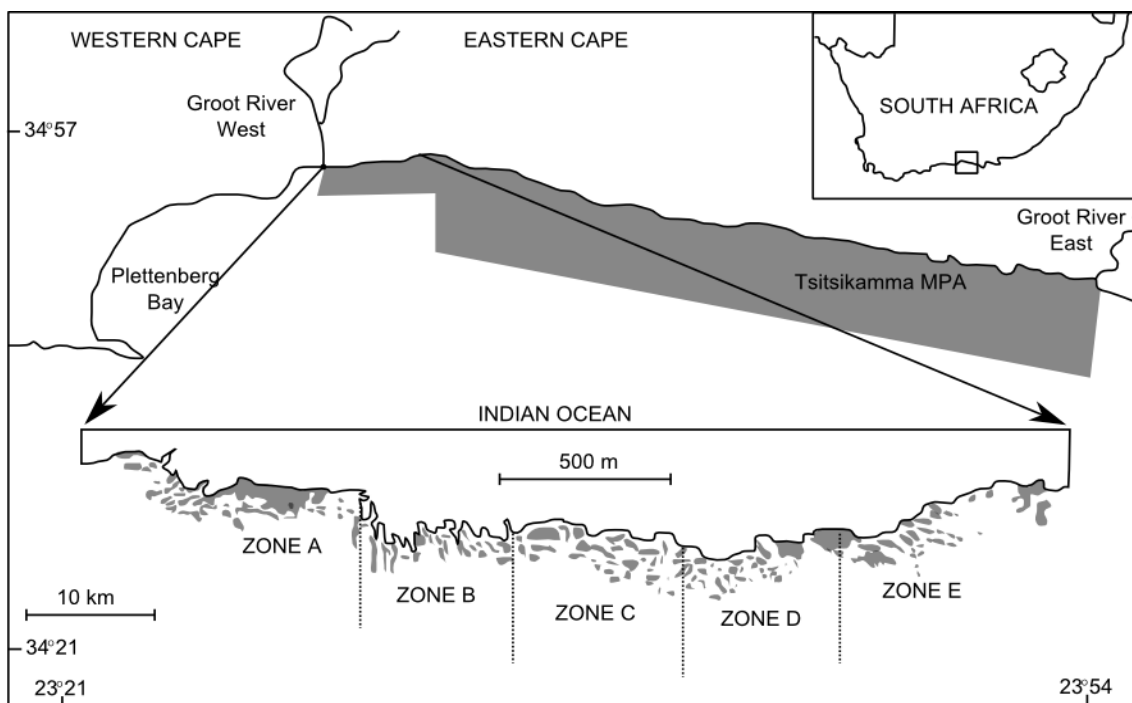 WESTERN CAPE
EASTERN CAPE
Groot River
West
34°57
SOUTH AFRICA
Groot River
East
Plettenberg
Bay
Tsitsikamma MPA
INDIAN OCEAN
500 m
ZONE A
ZONE B
ZONE C
ZONE D
ZONE E
10 km
34°21
23°21
23°54